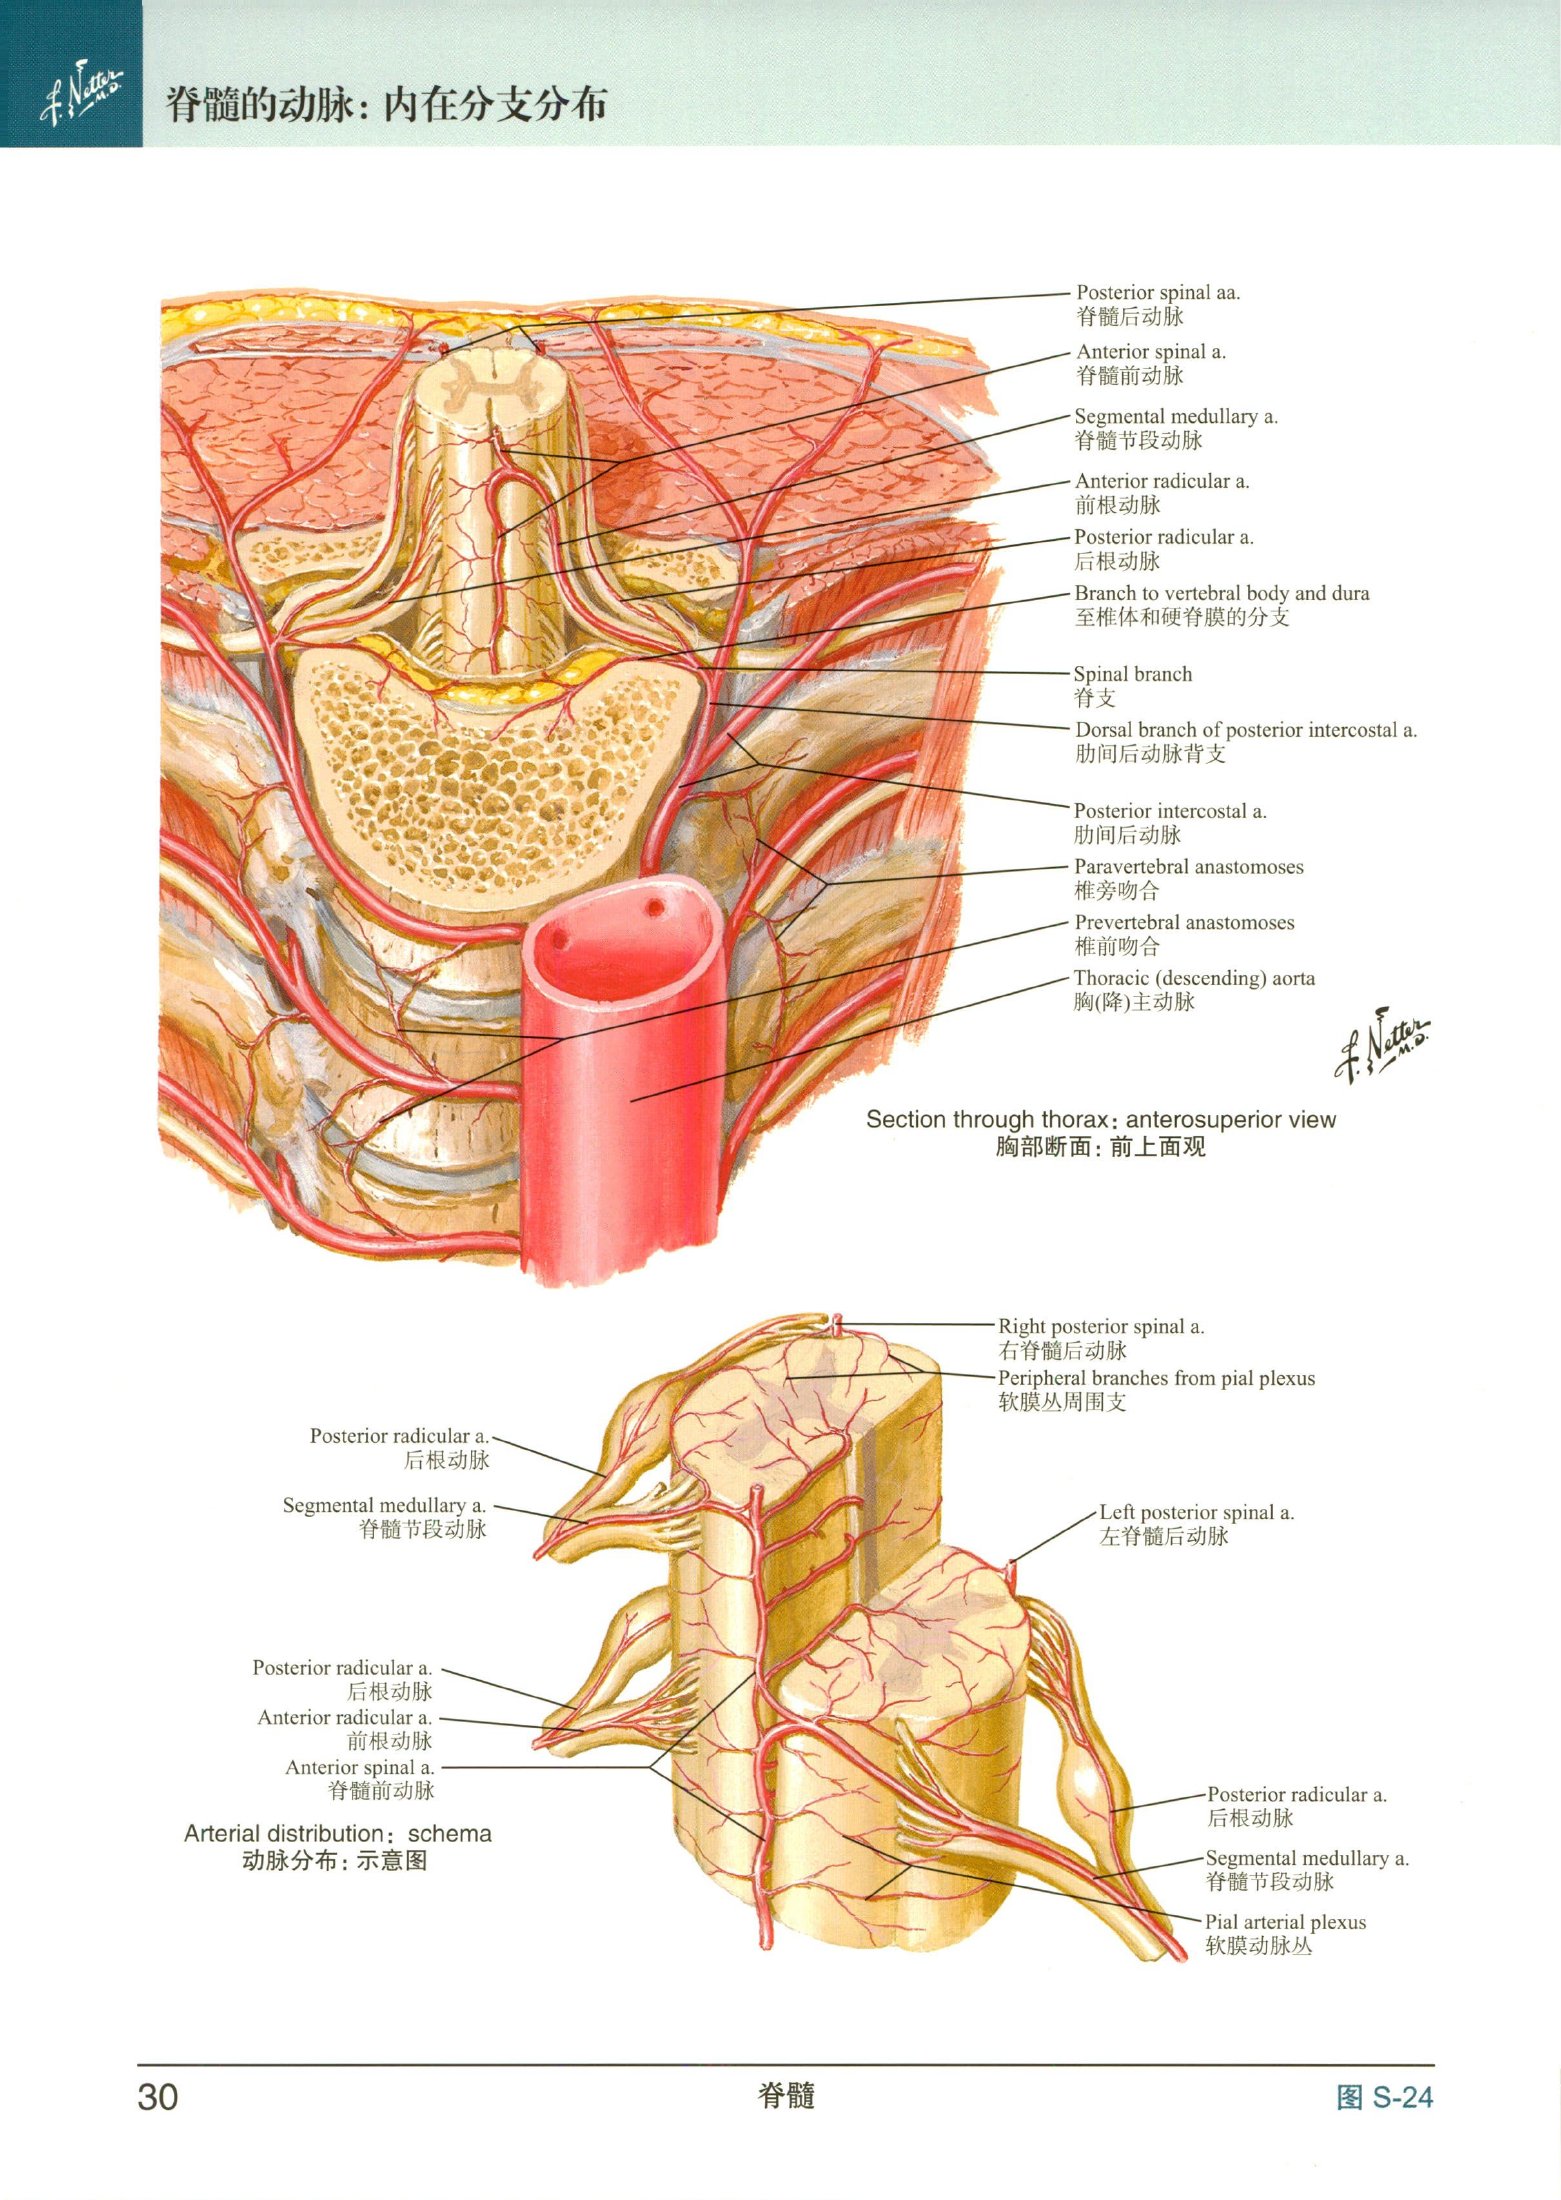 F. Netter M.D.
脊髓的动脉：内在分支分布
Posterior spinal aa.
脊髓后动脉
Anterior spinal a.
脊髓前动脉
Segmental medullary a.
脊髓节段动脉
Anterior radicular a.
前根动脉
Posterior radicular a.
后根动脉
Branch to vertebral body and dura
至椎体和硬脊膜的分支
Spinal branch
脊支
Dorsal branch of posterior intercostal a.
肋间后动脉背支
Posterior intercostal a.
肋间后动脉
Paravertebral anastomoses
椎旁吻合
Prevertebral anastomoses
椎前吻合
Thoracic (descending) aorta
胸(降)主动脉
F. Netter M.D.
Section through thorax: anterosuperior view
胸部断面：前上面观
Right posterior spinal a.
右脊髓后动脉
Peripheral branches from pial plexus
软膜丛周围支
Posterior radicular a.
后根动脉
Segmental medullary a.
脊髓节段动脉
Left posterior spinal a.
左脊髓后动脉
Posterior radicular a.
后根动脉
Anterior radicular a.
前根动脉
Anterior spinal a.
脊髓前动脉
Arterial distribution: schema
动脉分布：示意图
Posterior radicular a.
后根动脉
Segmental medullary a.
脊髓节段动脉
Pial arterial plexus
软膜动脉丛
30
脊髓
图 S-24